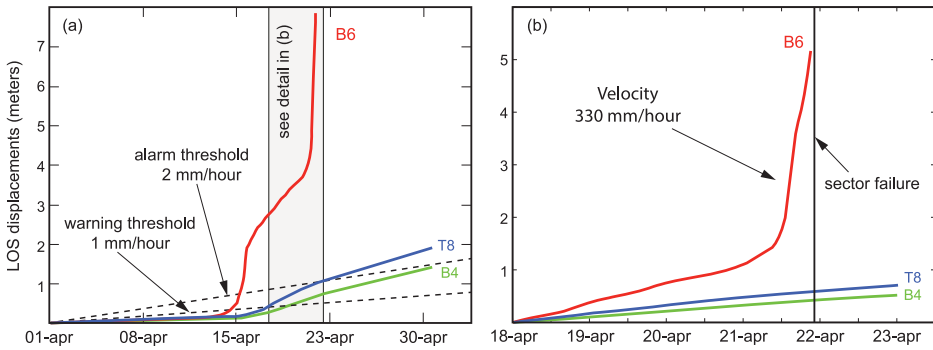 (a)
B6
see detail in (b)
alarm threshold
2 mm/hour
warning threshold
1 mm/hour
T8
B4
LOS displacements (meters)
7
6
5
4
3
2
1
01-apr
08-apr
15-apr
23-apr
30-apr
(b)
B6
Velocity
330 mm/hour
sector failure
T8
B4
5
4
3
2
1
0
18-apr
19-apr
20-apr
21-apr
22-apr
23-apr